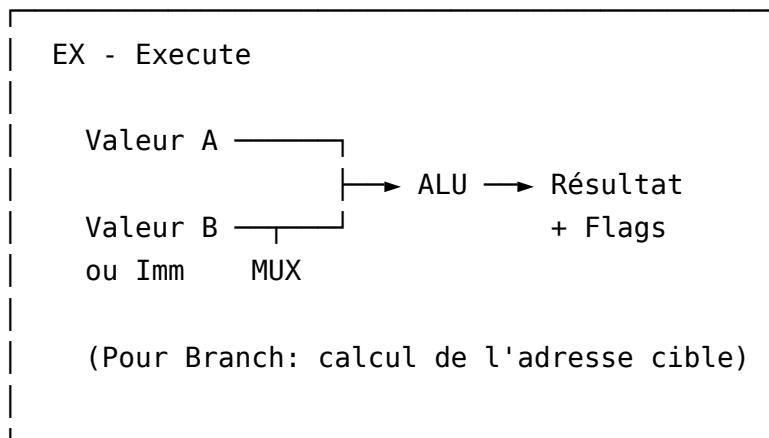 EX - Execute
Valeur A
ALU
Résultat
Valeur B
+ Flags
ou Imm
MUX
(Pour Branch: calcul de l'adresse cible)